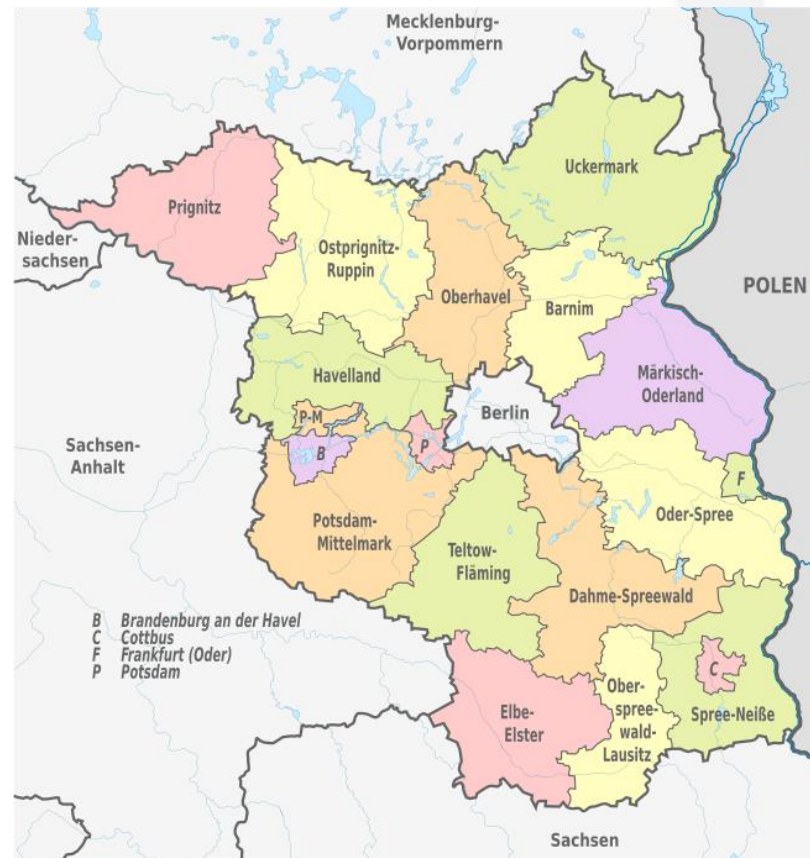 Mecklenburg-
Vorpommern
Uckermark
Prignitz
Nieder-
sachsen
Ostprignitz-
Ruppin
Oberhavel
Barnim
POLEN
Havelland
Märkisch-
Oderland
Berlin
P-M
Sachsen-
Anhalt
B
P
F
Oder-Spree
Potsdam-
Mittelmark
Teltow-
Fläming
Dahme-Spreewald
B Brandenburg an der Havel
C Cottbus
F Frankfurt (Oder)
P Potsdam
C
Elbe-
Elster
Ober-
spree-
wald-
Lausitz
Spree-Neiße
Sachsen